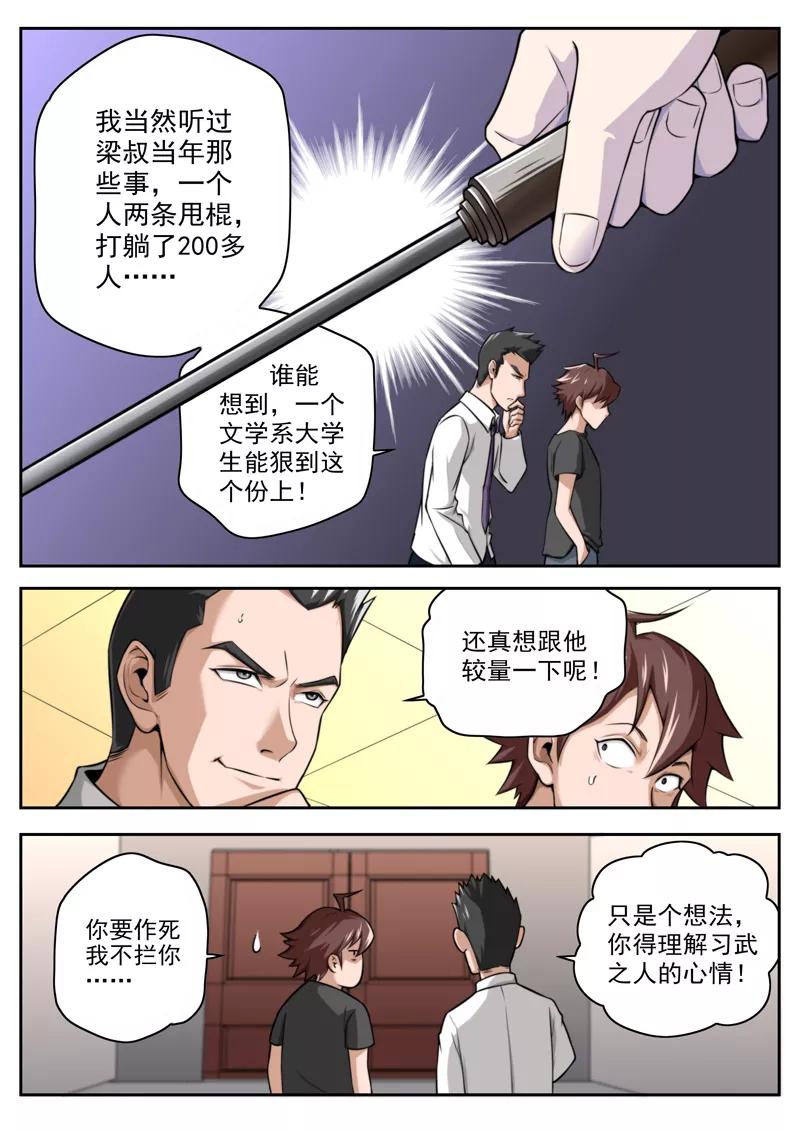 我当然听过
梁叔当年那
些事，一个
人两条甩棍，
打躺了200多
人……
谁能
想到，一个
文学系大学
生能狠到这
个份上！
还真想跟他
较量一下呢！
你要作死
我不拦你
……
只是个想法，
你得理解习武
之人的心情！